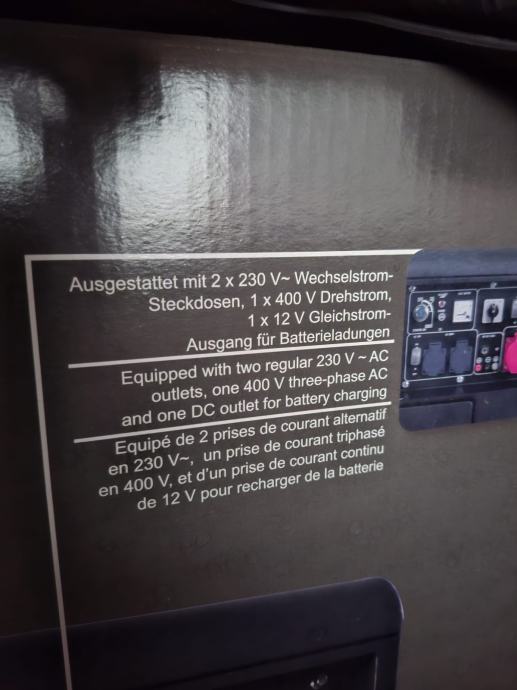 Ausgestattet mit 2 x 230 V~ Wechselstrom-
Steckdosen, 1 x 400 V Drehstrom,
1 x 12 V Gleichstrom-
Ausgang für Batterieladungen
Equipped with two regular 230 V ~ AC
outlets, one 400 V three-phase AC
and one DC outlet for battery charging
Equipé de 2 prises de courant alternatif
en 230 V~, un prise de courant triphasé
en 400 V, et d'un prise de courant continu
de 12 V pour recharger de la batterie